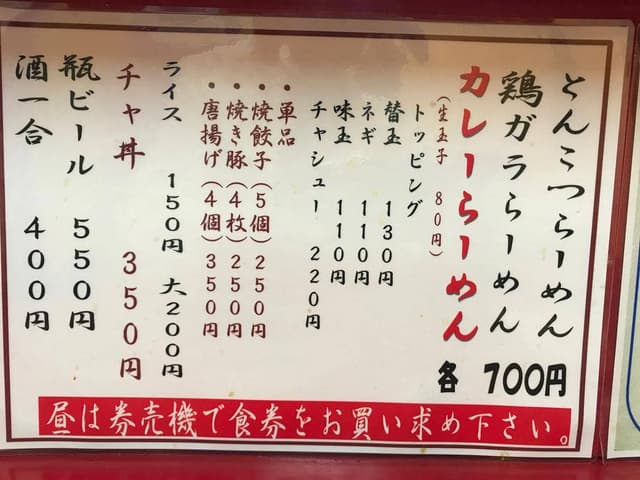 とんこつらーめん
鶏ガラらーめん
カレーらーめん
各 700円
(生玉子 80円)
トッピング
替玉 130円
ネギ 110円
味玉 110円
チャシュー 220円
・単品
・焼餃子(5個)250円
・焼き豚(4枚)250円
・唐揚げ(4個)350円
ライス 150円 大200円
チャ丼 350円
瓶ビール 550円
酒一合 400円
昼は券売機で食券をお買い求め下さい。